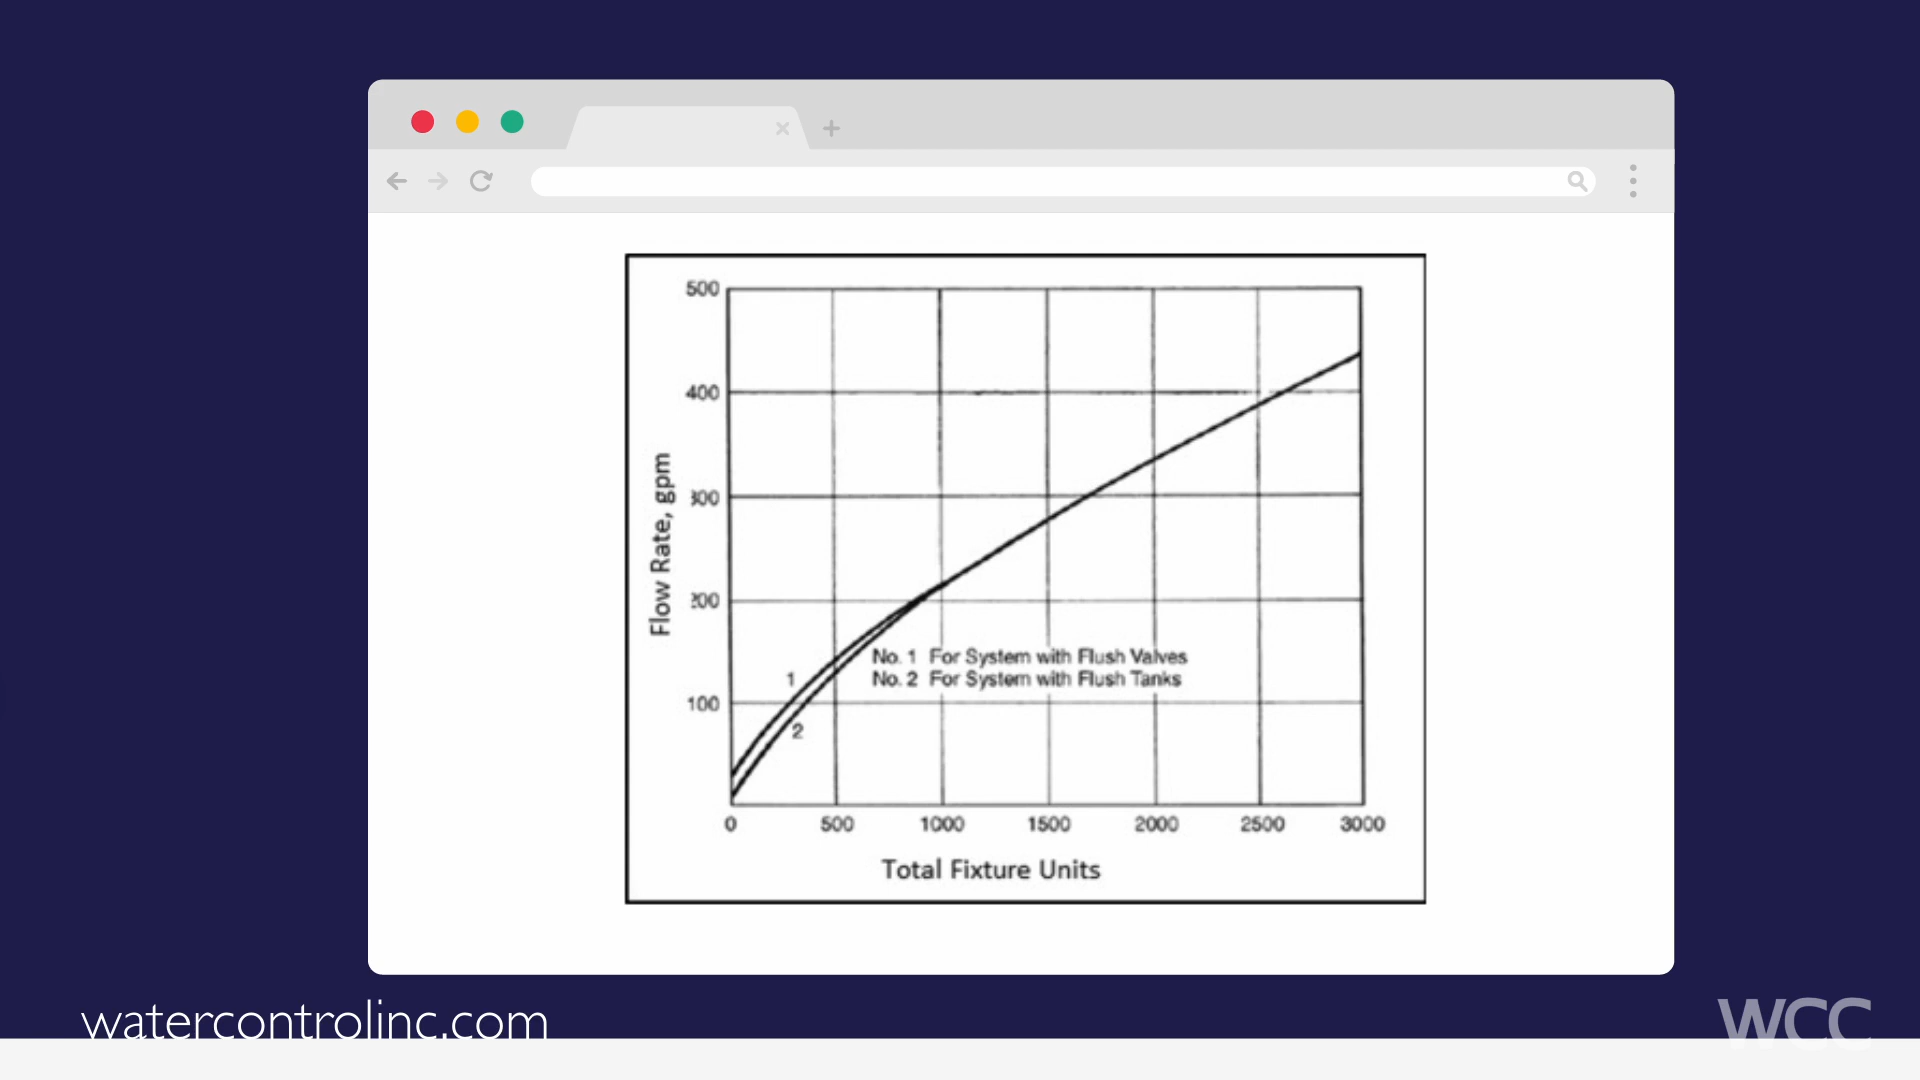 500
400
300
200
100
Flow Rate, gpm
1
2
No. 1 For System with Flush Valves
No. 2 For System with Flush Tanks
0 500 1000 1500 2000 2500 3000
Total Fixture Units
watercontrolinc.com
WCC